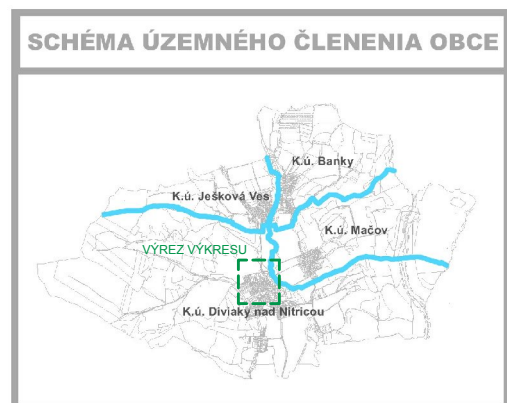 SCHÉMA ÚZEMNÉHO ČLENENIA OBCE
K.ú. Banky
K.ú. Ješková Ves
K.ú. Mačov
VÝREZ VÝKRESU
K.ú. Diviaky nad Nitricou